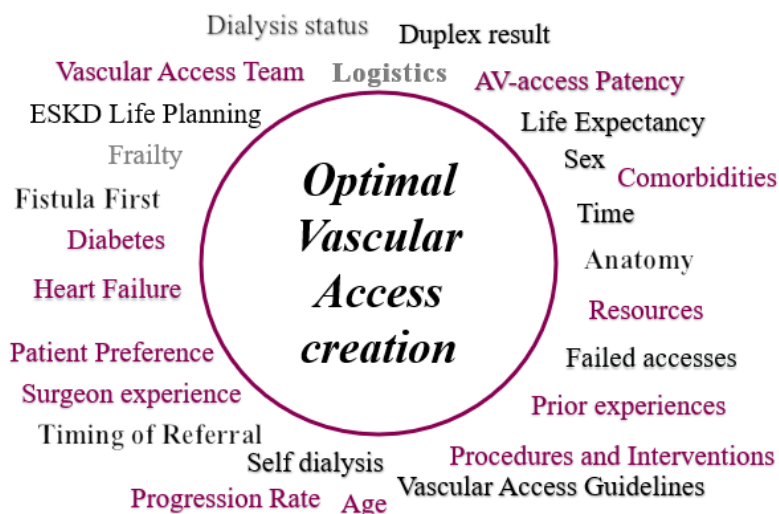 Dialysis status
Duplex result
Vascular Access Team
Logistics
AV-access Patency
ESKD Life Planning
Life Expectancy
Frailty
Sex
Comorbidities
Fistula First
Time
Diabetes
Anatomy
Heart Failure
Resources
Optimal
Vascular
Access
creation
Patient Preference
Failed accesses
Surgeon experience
Prior experiences
Timing of Referral
Self dialysis
Procedures and Interventions
Progression Rate
Age
Vascular Access Guidelines